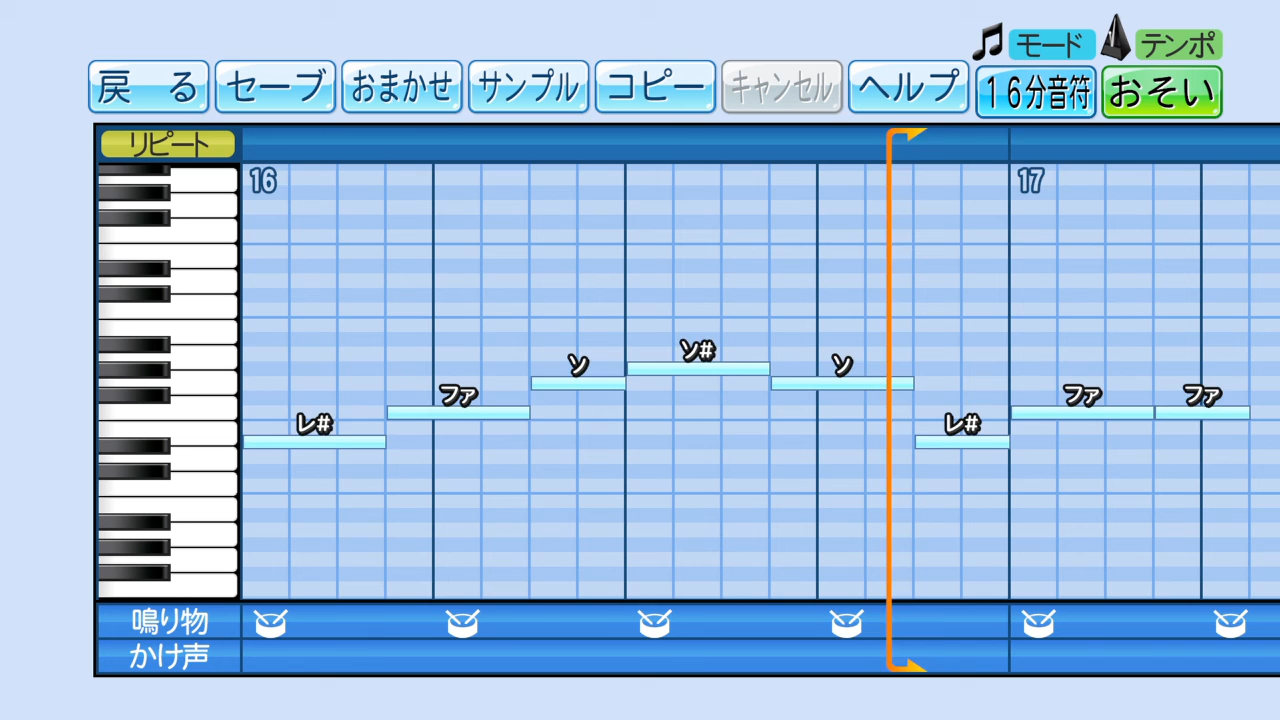 モード テンポ
戻る セーブ おまかせ サンプル コピー キャンセル ヘルプ 16分音符 おそい
リピート
16 17
ソ#
ソ ソ
ファ ファ ファ
レ# レ#
鳴り物
かけ声